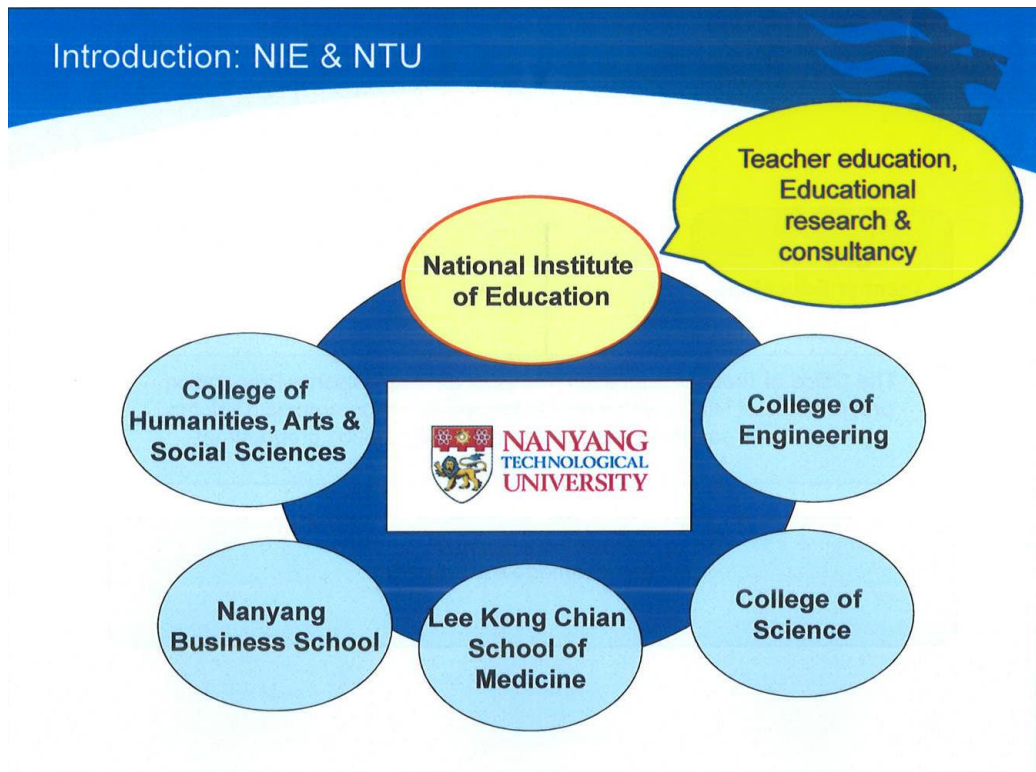 Introduction: NIE & NTU
Teacher education,
Educational
research &
consultancy
National Institute
of Education
College of
Humanities, Arts &
Social Sciences
College of
Engineering
NANYANG
TECHNOLOGICAL
UNIVERSITY
Nanyang
Business School
Lee Kong Chian
School of
Medicine
College of
Science